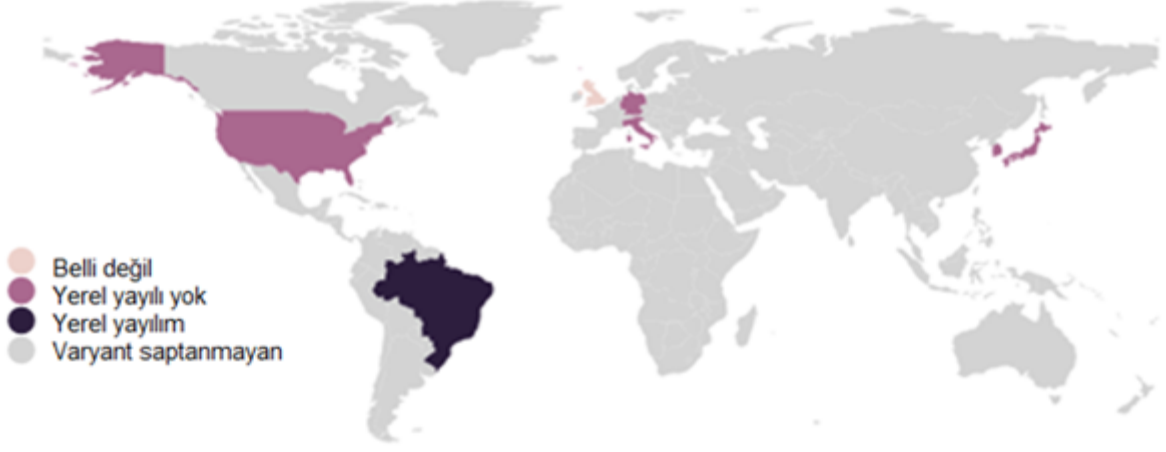 Belli değil
Yerel yayılı yok
Yerel yayılım
Varyant saptanmayan